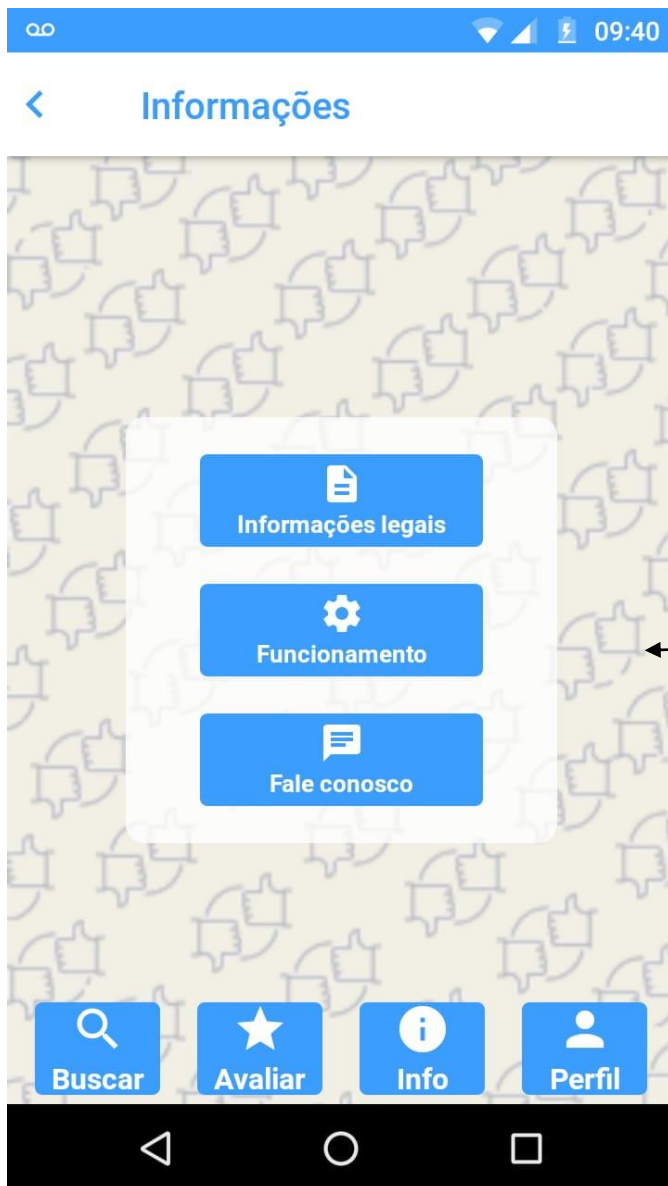 09:40
Informações
Informações legais
Funcionamento
Fale conosco
Buscar
Avaliar
Info
Perfil